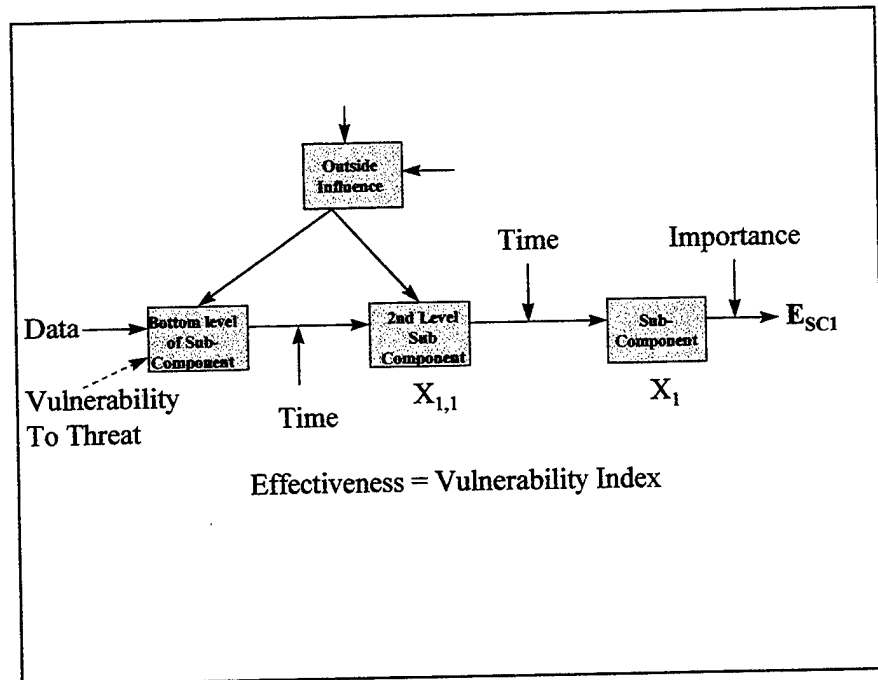 Outside
Influence
Time
Importance
Data
Bottom level
of Sub-
Component
2nd Level
Sub
Component
Sub-
Component
E_SC1
Vulnerability
To Threat
Time
X_1,1
X_1
Effectiveness = Vulnerability Index